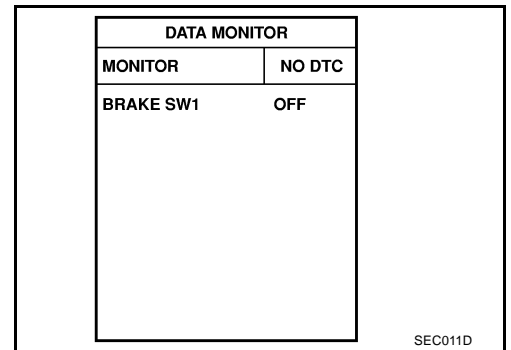 DATA MONITOR
MONITOR NO DTC
BRAKE SW1 OFF
SEC011D